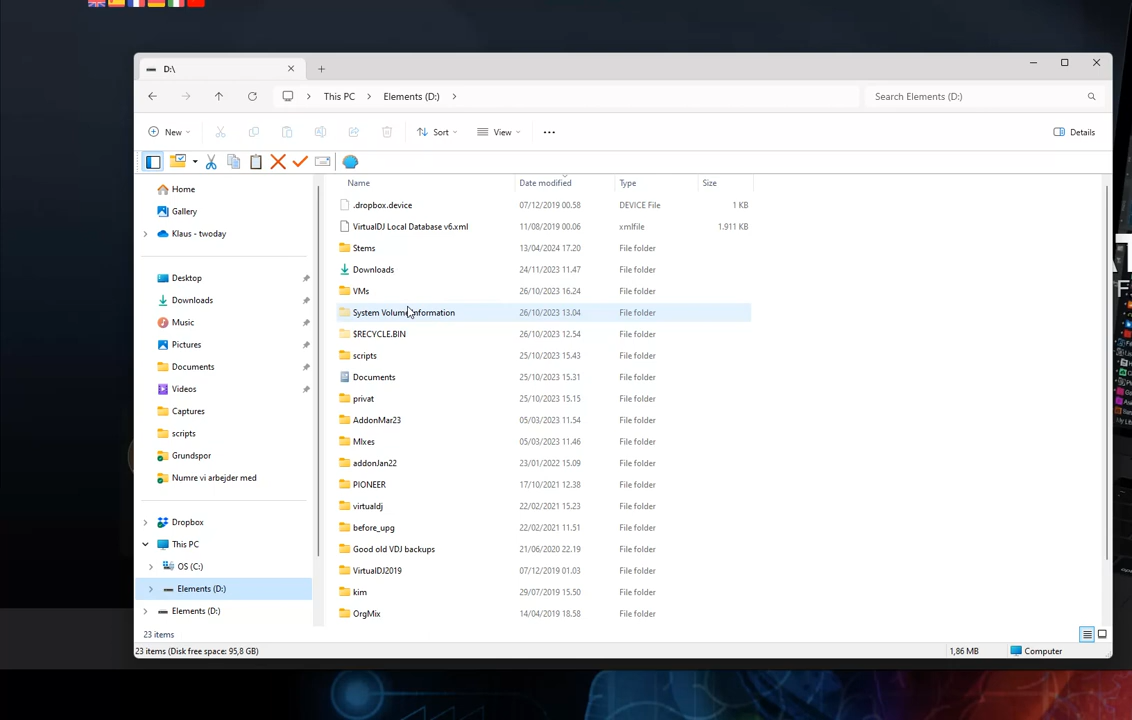 D:\
This PC > Elements (D:) >
Search Elements (D:)
New
Sort
View
Details
Name Date modified Type Size
.dropbox.device 07/12/2019 00.58 DEVICE File 1 KB
VirtualDJ Local Database v6.xml 11/08/2019 00.06 xmlfile 1.911 KB
Stems 13/04/2024 17.20 File folder
Downloads 24/11/2023 11.47 File folder
VMs 26/10/2023 16.24 File folder
System Volume Information 26/10/2023 13.04 File folder
$RECYCLE.BIN 26/10/2023 12.54 File folder
scripts 25/10/2023 15.43 File folder
Documents 25/10/2023 15.31 File folder
privat 25/10/2023 15.15 File folder
AddonMar23 05/03/2023 11.54 File folder
MIxes 05/03/2023 11.46 File folder
addonJan22 23/01/2022 15.09 File folder
PIONEER 17/10/2021 12.38 File folder
virtualdj 22/02/2021 15.23 File folder
before_upg 22/02/2021 11.51 File folder
Good old VDJ backups 21/06/2020 22.19 File folder
VirtualDJ2019 07/12/2019 01.03 File folder
kim 29/07/2019 15.50 File folder
OrgMix 14/04/2019 18.58 File folder
Home
Gallery
Klaus - twoday
Desktop
Downloads
Music
Pictures
Documents
Videos
Captures
scripts
Grundspor
Numre vi arbejder med
Dropbox
This PC
OS (C:)
Elements (D:)
Elements (D:)
23 items
23 items (Disk free space: 95,8 GB) 1,86 MB Computer